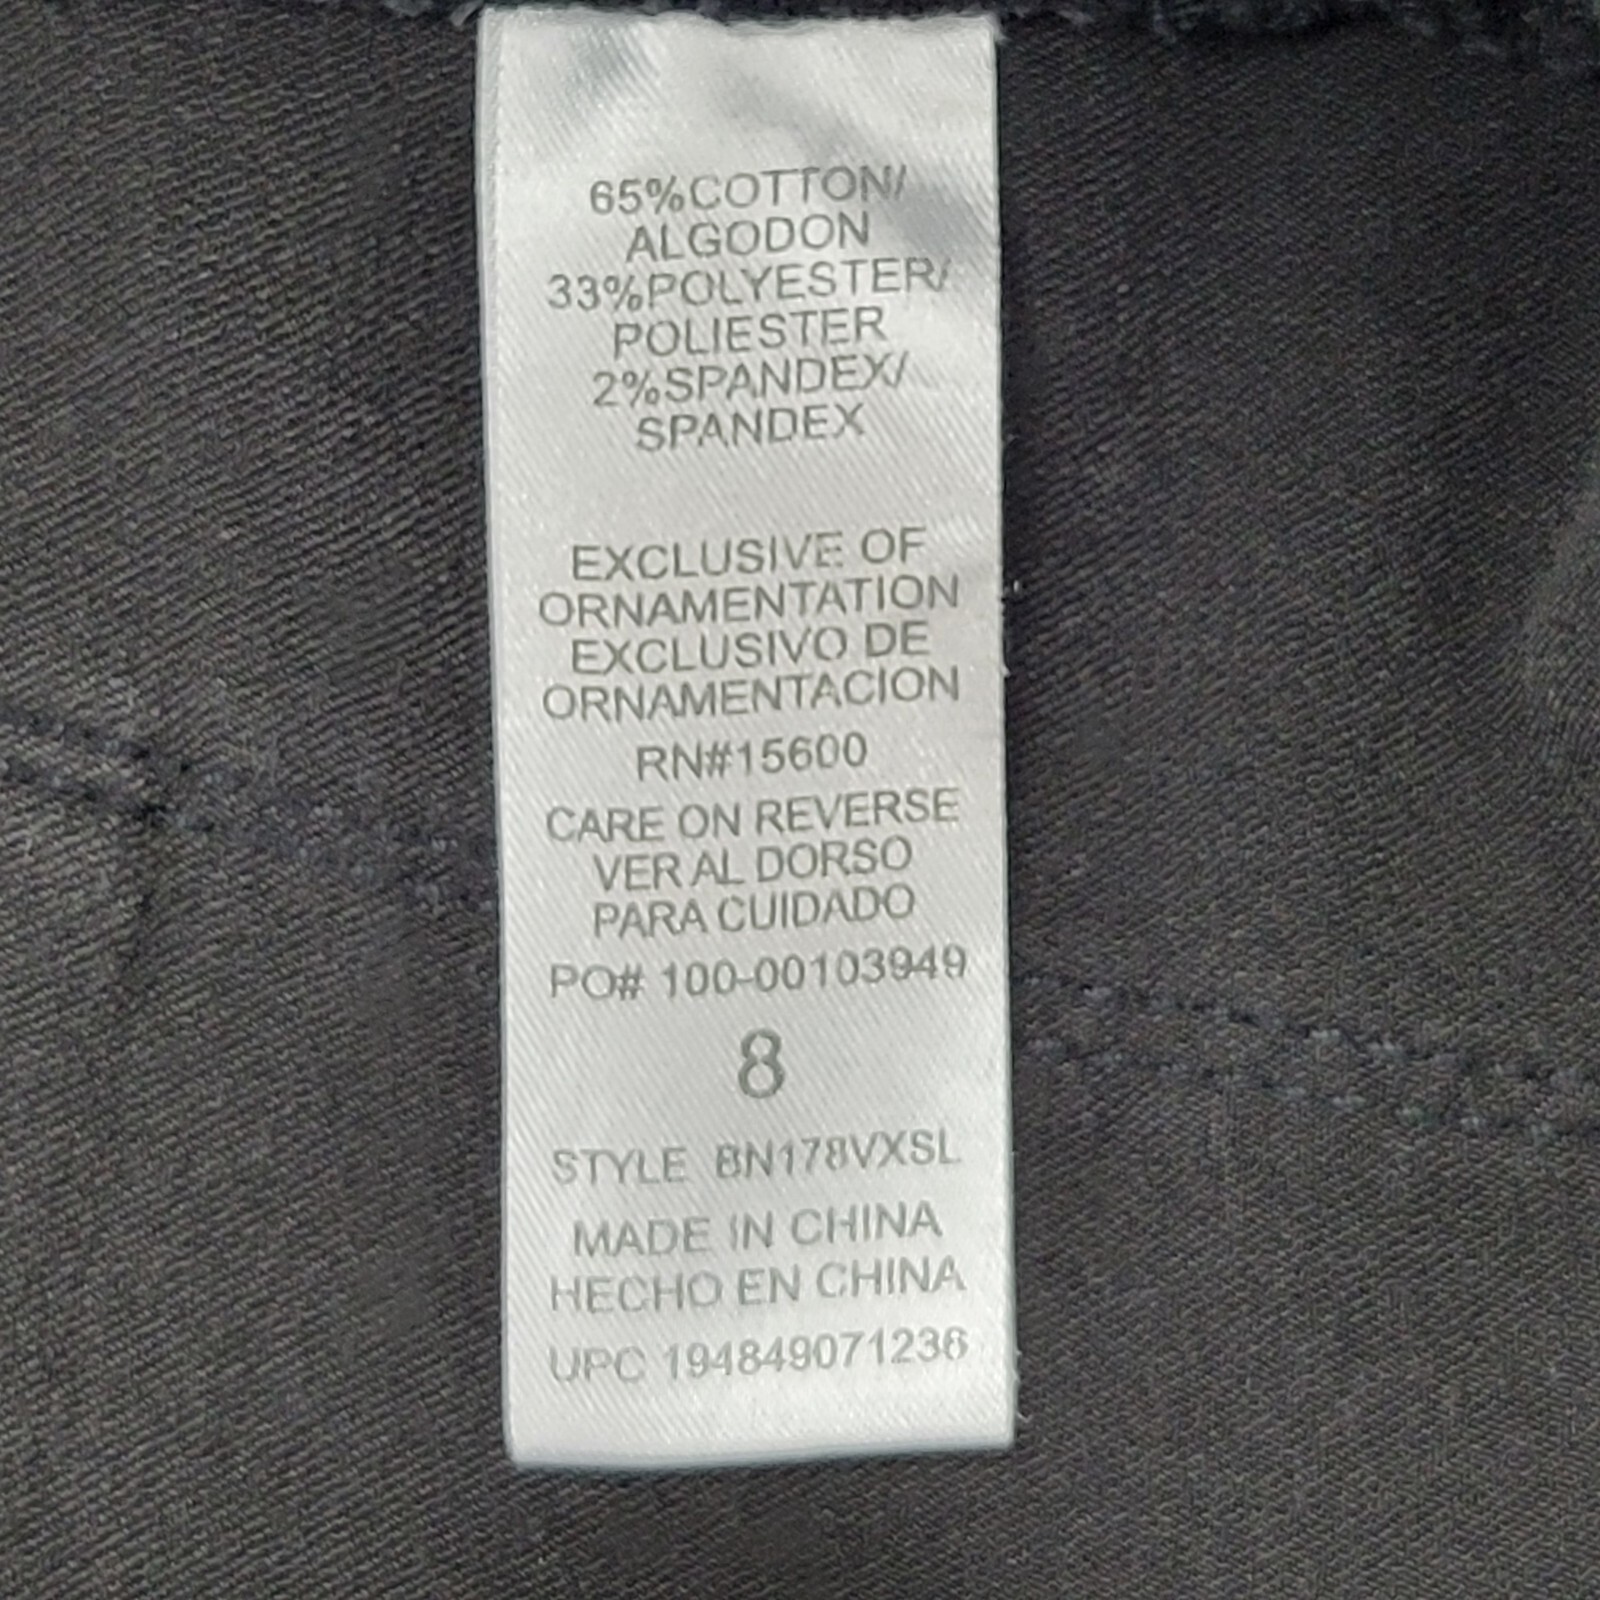 65%COTTON/
ALGODON
33%POLYESTER/
POLIESTER
2%SPANDEX/
SPANDEX
EXCLUSIVE OF
ORNAMENTATION
EXCLUSIVO DE
ORNAMENTACION
RN#15600
CARE ON REVERSE
VER AL DORSO
PARA CUIDADO
PO# 100-00103949
8
STYLE BN178VXSL
MADE IN CHINA
HECHO EN CHINA
UPC 194849071236